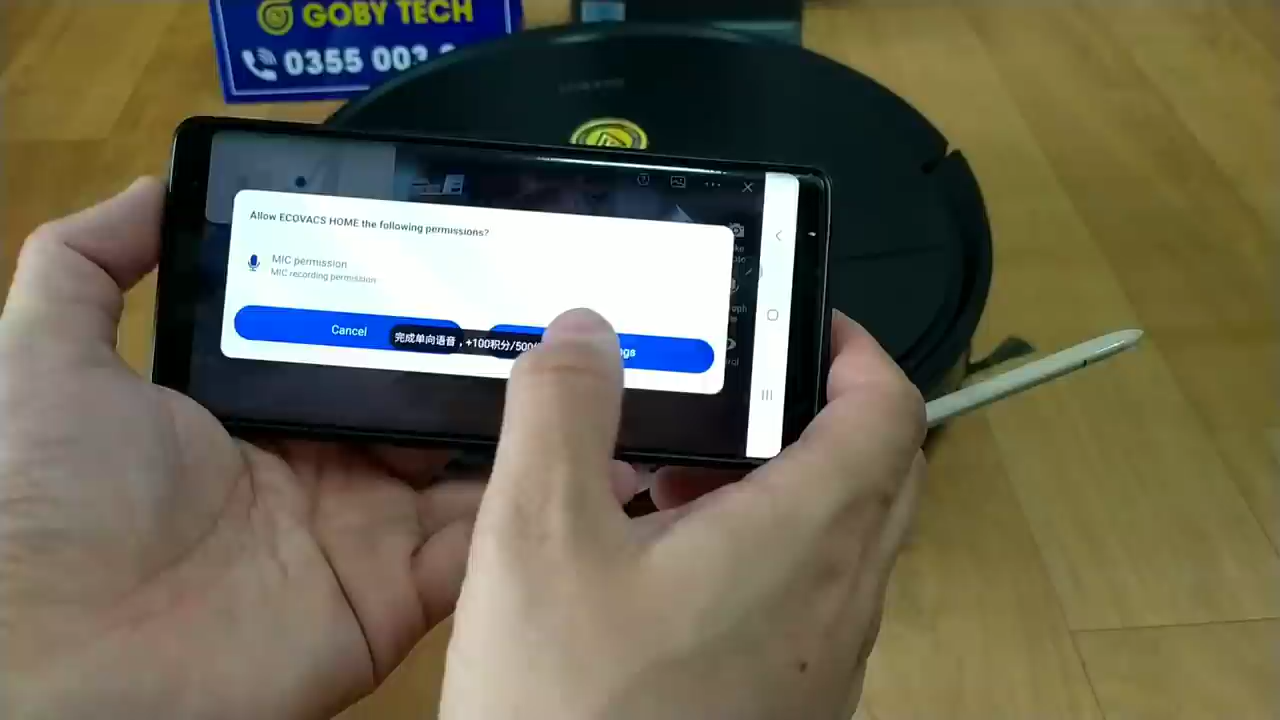 GOBY TECH
0355 003
Allow ECOVACS HOME the following permissions?
MIC permission
MIC recording permission
Cancel
完成单向语音，+100积分/500